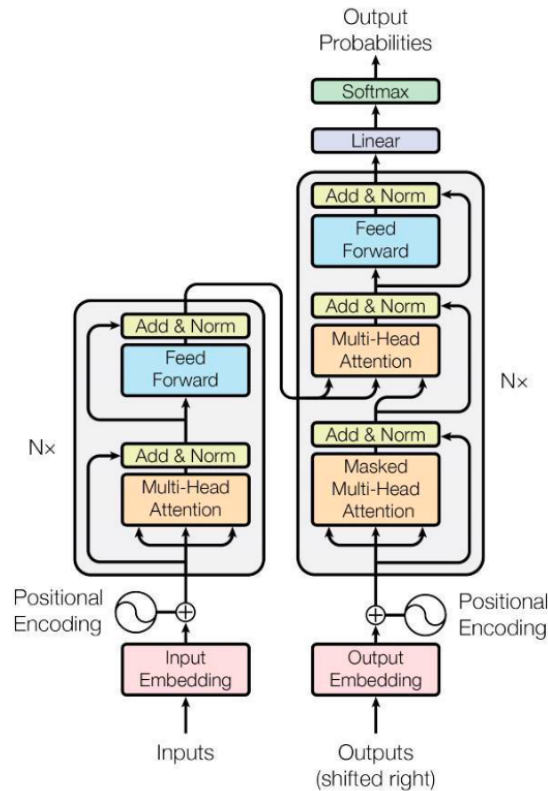 Output
Probabilities
Softmax
Linear
Add & Norm
Feed
Forward
Add & Norm
Multi-Head
Attention
Nx
Add & Norm
Masked
Multi-Head
Attention
Add & Norm
Feed
Forward
Nx
Add & Norm
Multi-Head
Attention
Positional
Encoding
Positional
Encoding
Input
Embedding
Output
Embedding
Inputs
Outputs
(shifted right)